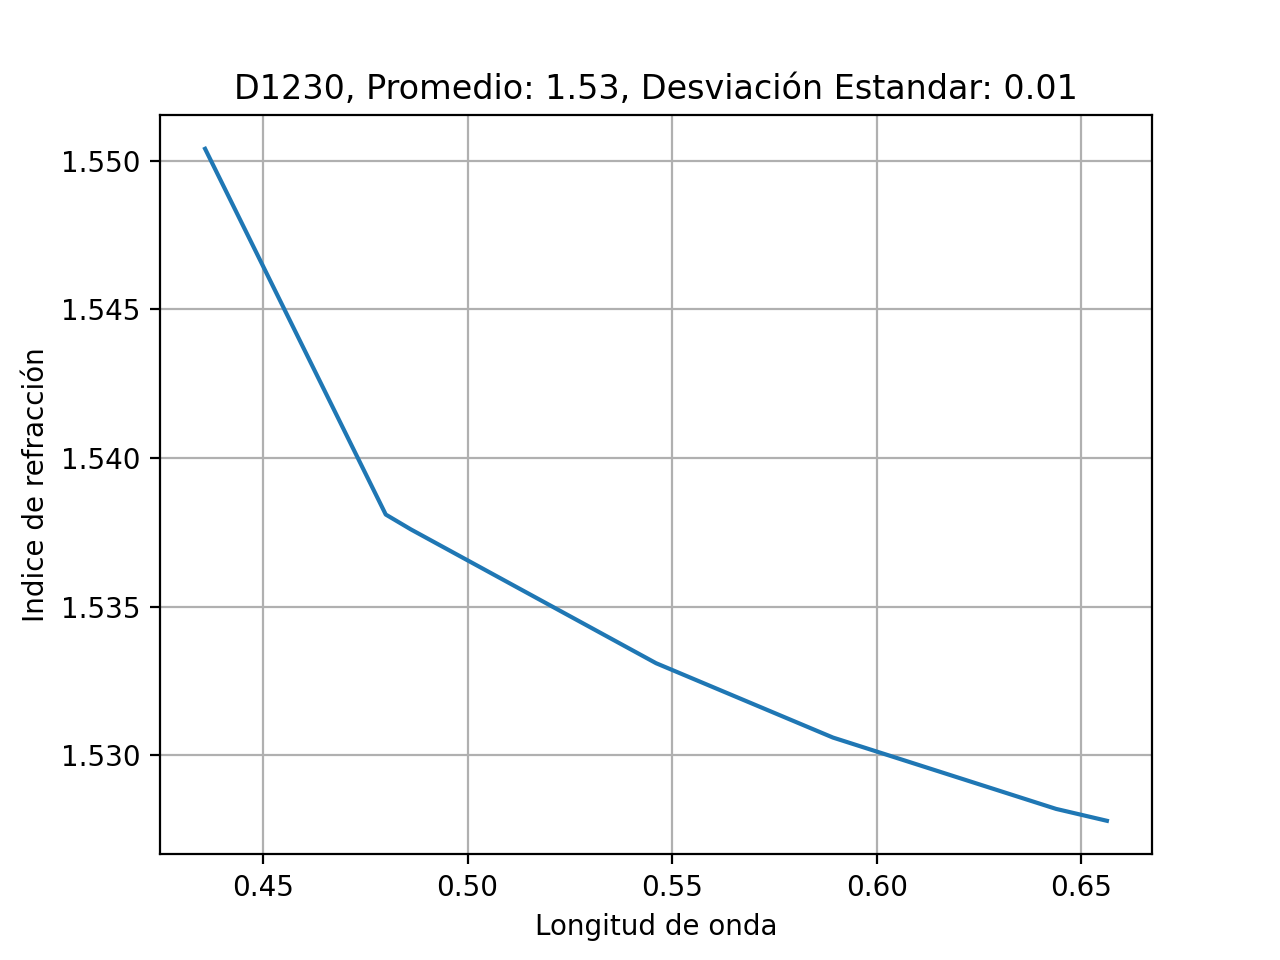 D1230, Promedio: 1.53, Desviación Estandar: 0.01
1.550
1.545
1.540
1.535
1.530
Indice de refracción
0.45 0.50 0.55 0.60 0.65
Longitud de onda